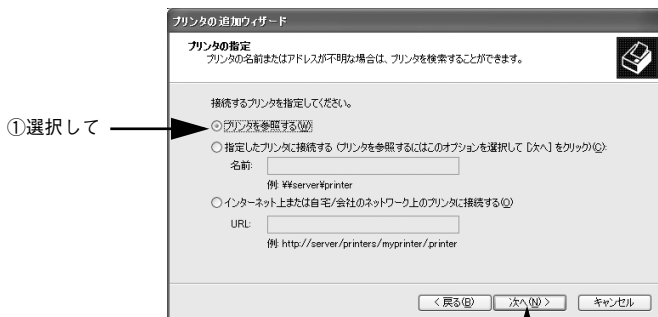 プリンタの追加ウィザード
プリンタの指定
プリンタの名前またはアドレスが不明な場合は、プリンタを検索することができます。
接続するプリンタを指定してください。
①選択して
プリンタを参照する(W)
指定したプリンタに接続する (プリンタを参照するにはこのオプションを選択して [次へ] をクリック)(C):
名前:
例: ¥¥server¥printer
インターネット上または自宅/会社のネットワーク上のプリンタに接続する(O)
URL:
例: http://server/printers/myprinter/.printer
< 戻る(B)
次へ(N) >
キャンセル